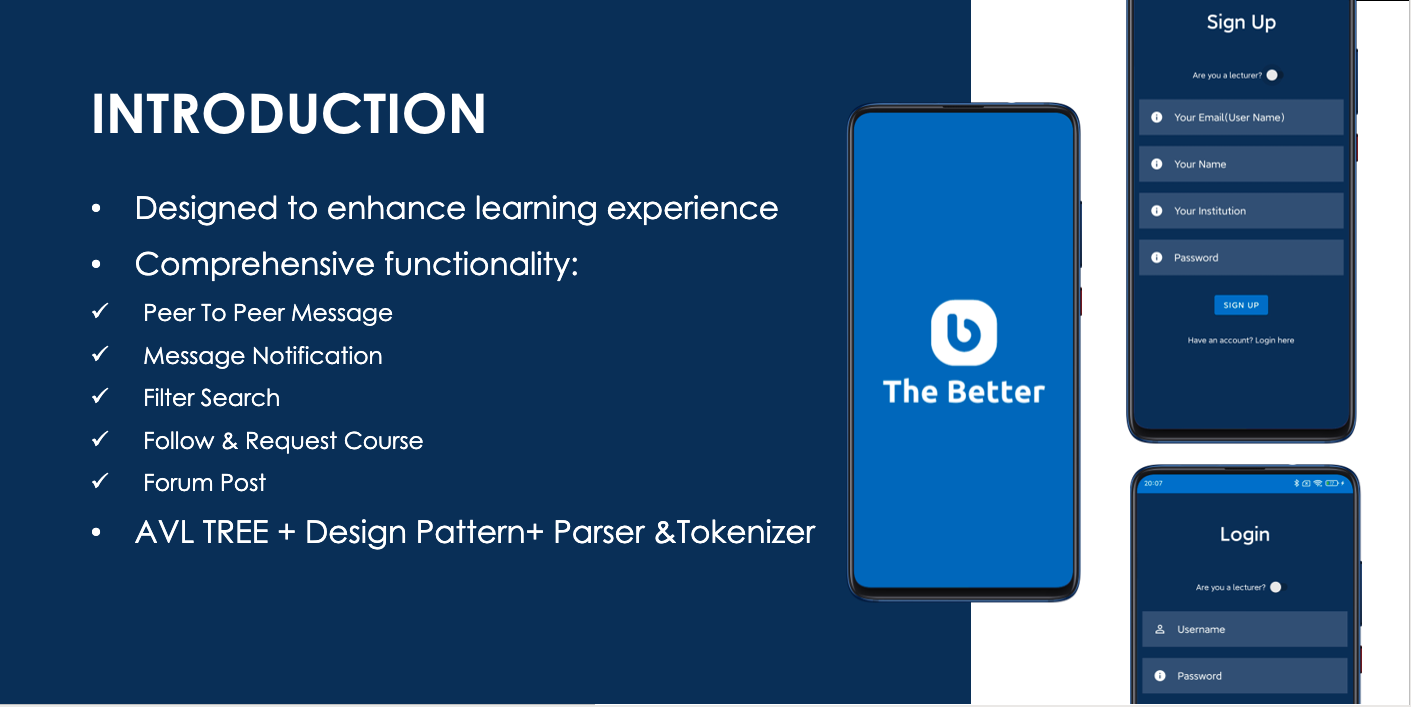 INTRODUCTION
• Designed to enhance learning experience
• Comprehensive functionality:
✓ Peer To Peer Message
✓ Message Notification
✓ Filter Search
✓ Follow & Request Course
✓ Forum Post
• AVL TREE + Design Pattern+ Parser &Tokenizer
b
The Better
Sign Up
Are you a lecturer?
Your Email(User Name)
Your Name
Your Institution
Password
SIGN UP
Have an account? Login here
20:07
Login
Are you a lecturer?
Username
Password